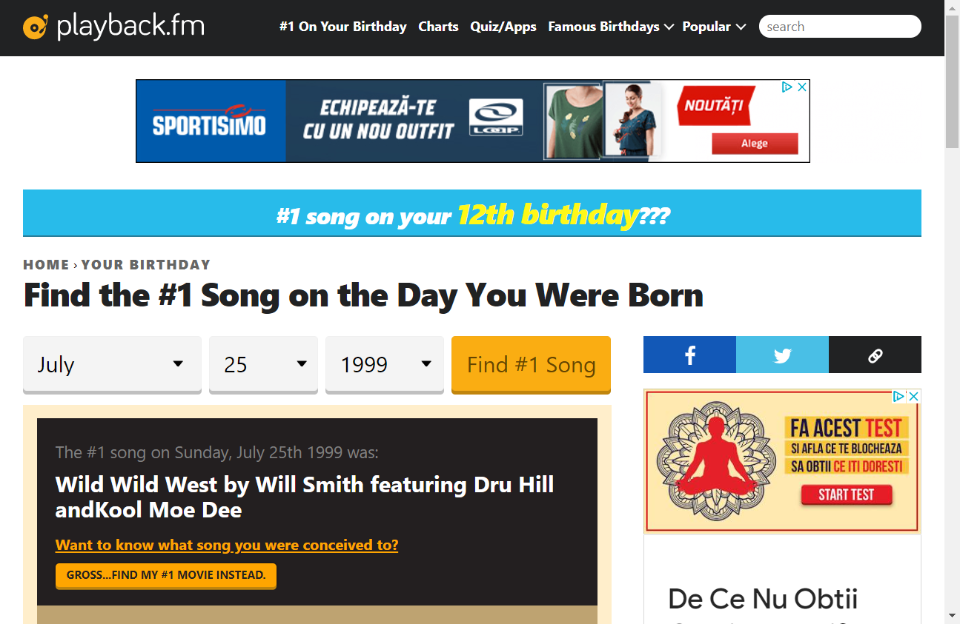 playback.fm
#1 On Your Birthday
Charts
Quiz/Apps
Famous Birthdays
Popular
search
SPORTISIMO
ECHIPEAZĂ-TE
CU UN NOU OUTFIT
LOAP
NOUTĂȚI
Alege
#1 song on your 12th birthday???
HOME › YOUR BIRTHDAY
Find the #1 Song on the Day You Were Born
July
25
1999
Find #1 Song
The #1 song on Sunday, July 25th 1999 was:
Wild Wild West by Will Smith featuring Dru Hill
andKool Moe Dee
Want to know what song you were conceived to?
GROSS...FIND MY #1 MOVIE INSTEAD.
FA ACEST TEST
SI AFLA CE TE BLOCHEAZA
SA OBTII CE ITI DORESTI
START TEST
De Ce Nu Obtii